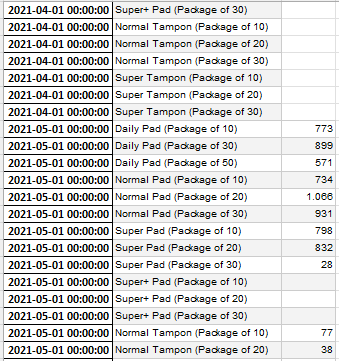 2021-04-01 00:00:00 Super+ Pad (Package of 30)
2021-04-01 00:00:00 Normal Tampon (Package of 10)
2021-04-01 00:00:00 Normal Tampon (Package of 20)
2021-04-01 00:00:00 Normal Tampon (Package of 30)
2021-04-01 00:00:00 Super Tampon (Package of 10)
2021-04-01 00:00:00 Super Tampon (Package of 20)
2021-04-01 00:00:00 Super Tampon (Package of 30)
2021-05-01 00:00:00 Daily Pad (Package of 10) 773
2021-05-01 00:00:00 Daily Pad (Package of 30) 899
2021-05-01 00:00:00 Daily Pad (Package of 50) 571
2021-05-01 00:00:00 Normal Pad (Package of 10) 734
2021-05-01 00:00:00 Normal Pad (Package of 20) 1.066
2021-05-01 00:00:00 Normal Pad (Package of 30) 931
2021-05-01 00:00:00 Super Pad (Package of 10) 798
2021-05-01 00:00:00 Super Pad (Package of 20) 832
2021-05-01 00:00:00 Super Pad (Package of 30) 28
2021-05-01 00:00:00 Super+ Pad (Package of 10)
2021-05-01 00:00:00 Super+ Pad (Package of 20)
2021-05-01 00:00:00 Super+ Pad (Package of 30)
2021-05-01 00:00:00 Normal Tampon (Package of 10) 77
2021-05-01 00:00:00 Normal Tampon (Package of 20) 38